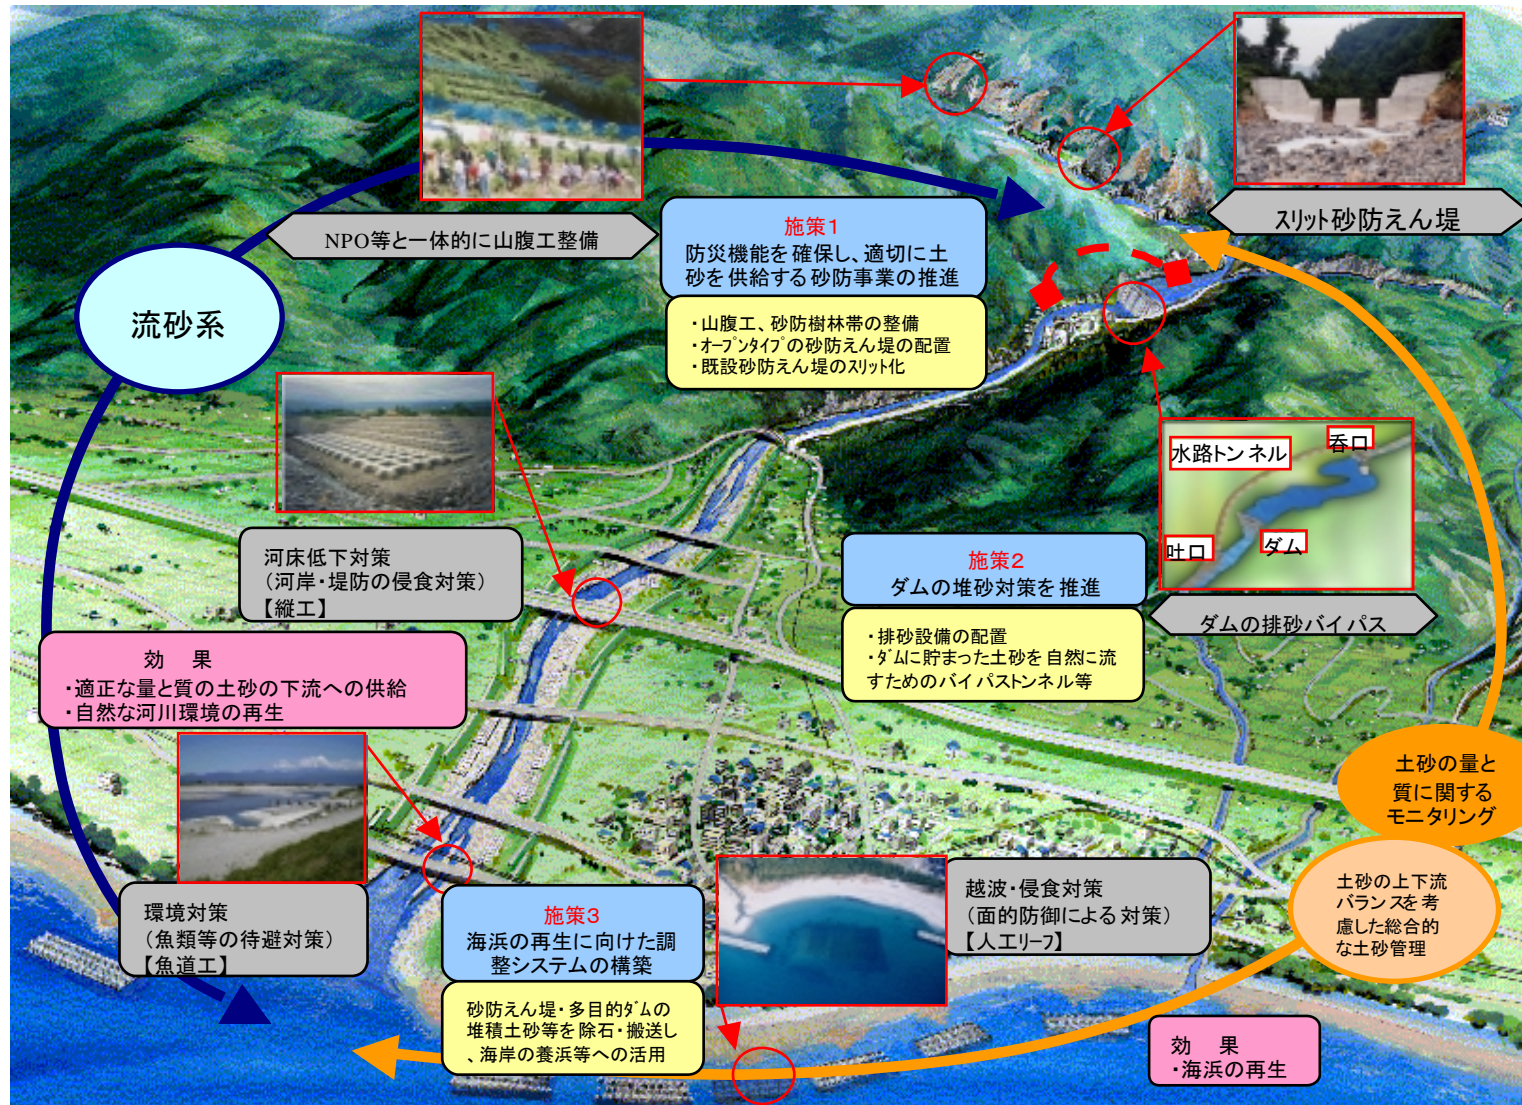 NPO等と一体的に山腹工整備
スリット砂防えん堤
施策1
防災機能を確保し、適切に土
砂を供給する砂防事業の推進
・山腹工、砂防樹林帯の整備
・オープンタイプの砂防えん堤の配置
・既設砂防えん堤のスリット化
流砂系
水路トンネル
呑口
吐口
ダム
ダムの排砂バイパス
河床低下対策
（河岸・堤防の侵食対策）
【縦工】
施策2
ダムの堆砂対策を推進
・排砂設備の配置
・ダムに貯まった土砂を自然に流
すためのバイパストンネル等
効　果
・適正な量と質の土砂の下流への供給
・自然な河川環境の再生
土砂の量と
質に関する
モニタリング
土砂の上下流
バランスを考
慮した総合的
な土砂管理
環境対策
（魚類等の待避対策）
【魚道工】
施策3
海浜の再生に向けた調
整システムの構築
砂防えん堤・多目的ダムの
堆積土砂等を除石・搬送し
、海岸の養浜等への活用
越波・侵食対策
（面的防御による対策）
【人工リーフ】
効　果
・海浜の再生